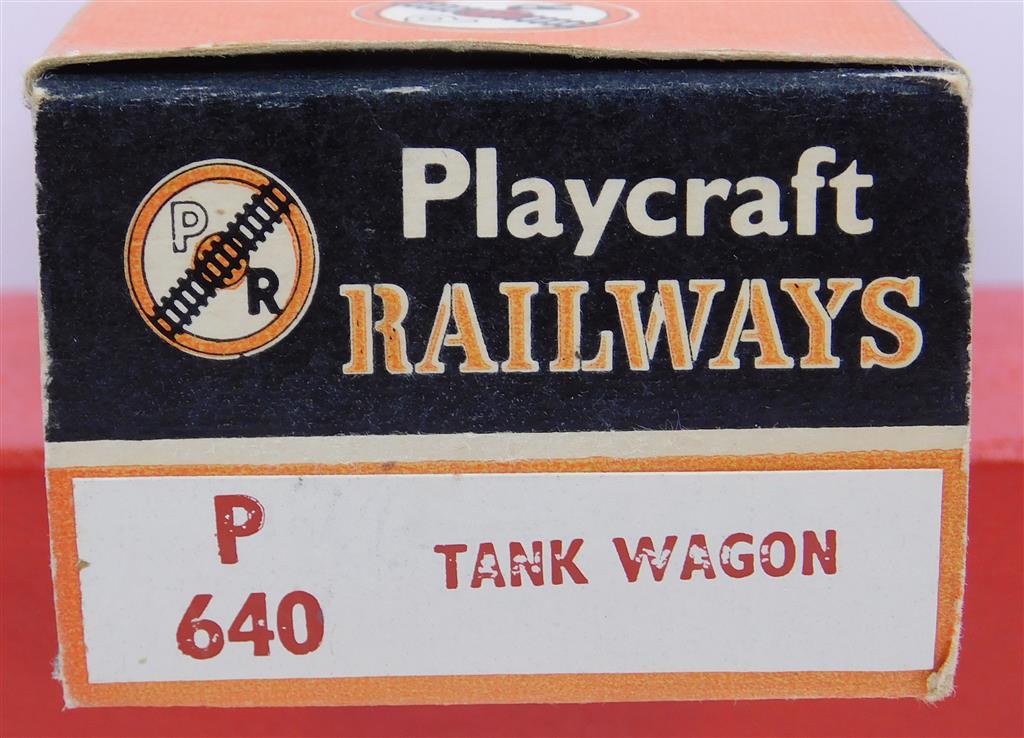 P
R
Playcraft
RAILWAYS
P
640
TANK WAGON